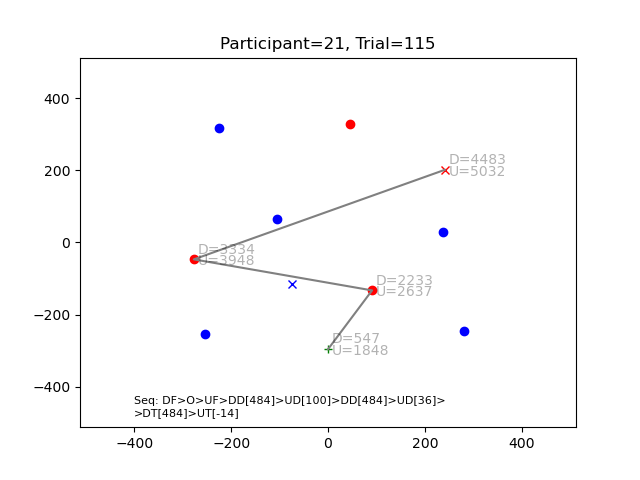 Participant=21, Trial=115
400
200
0
−200
−400
D=4483
U=5032
D=3334
U=3948
D=2233
U=2637
D=547
U=1848
Seq: DF>O>UF>DD[484]>UD[100]>DD[484]>UD[36]>
>DT[484]>UT[-14]
−400 −200 0 200 400